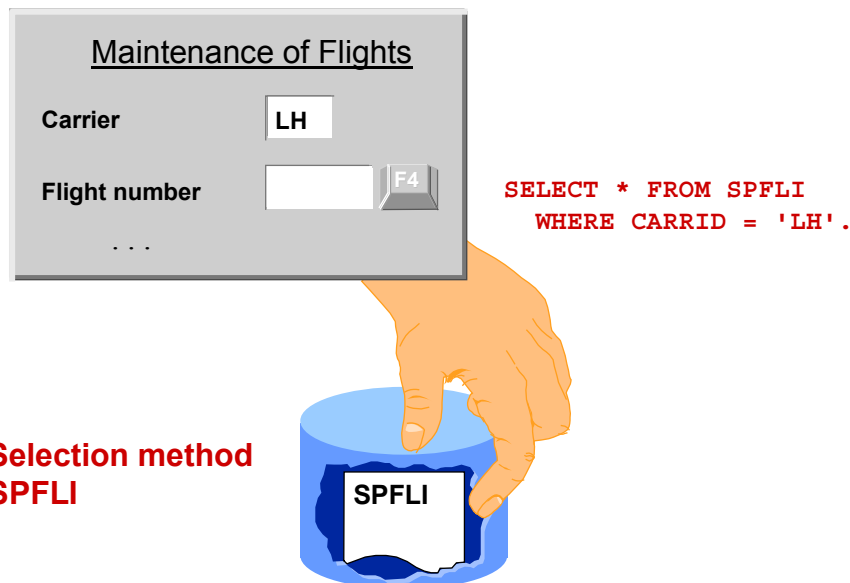 Maintenance of Flights
Carrier
LH
Flight number
F4
. . .
SELECT * FROM SPFLI
WHERE CARRID = 'LH'.
Selection method
SPFLI
SPFLI